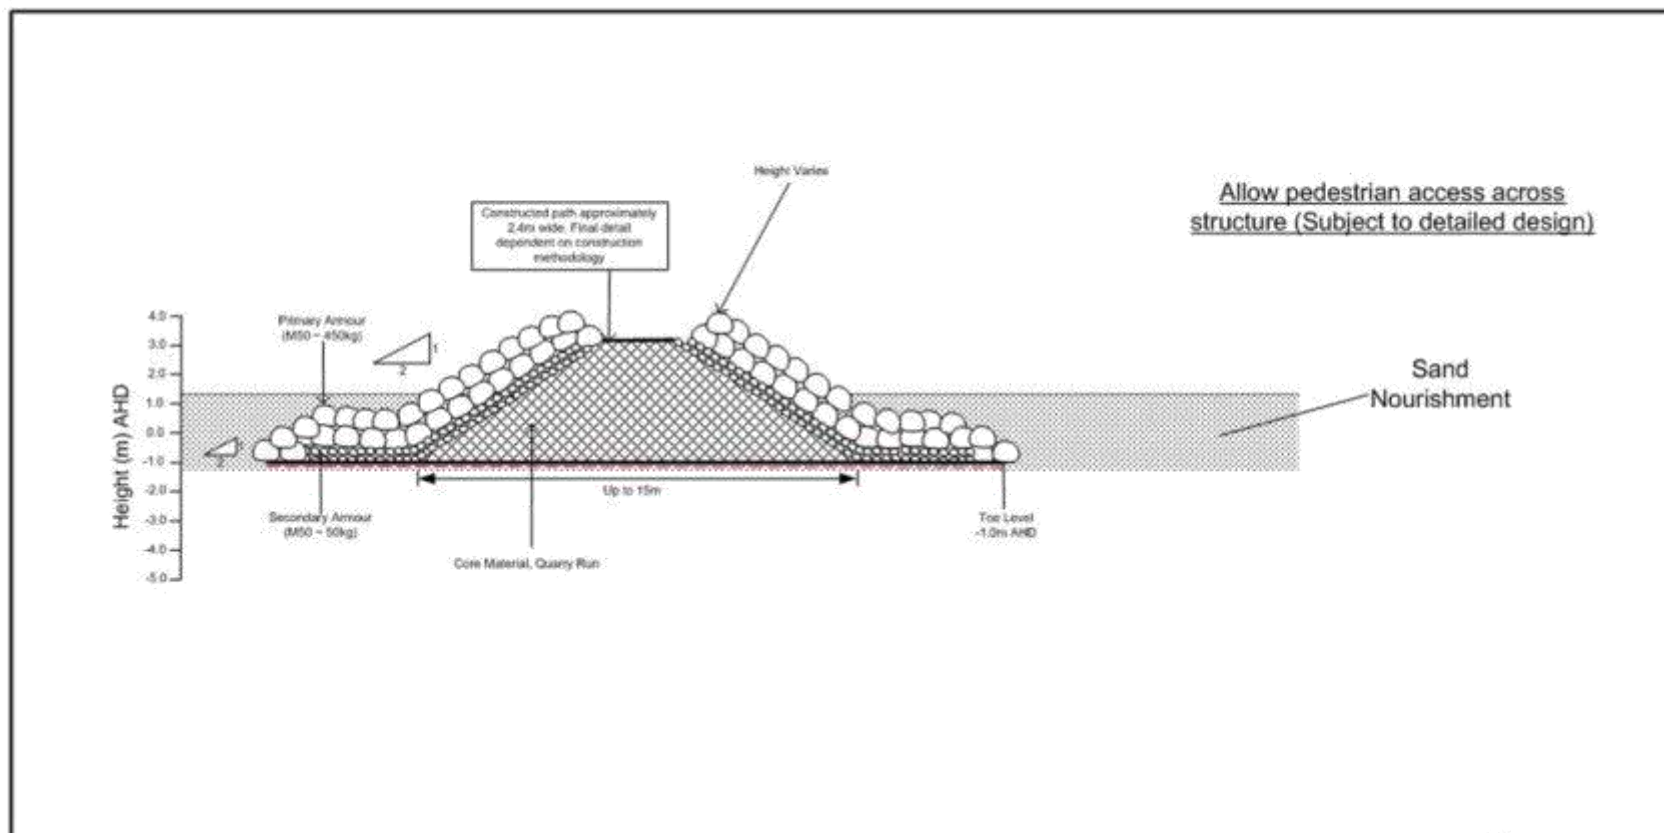 Height Varies
Allow pedestrian access across
structure (Subject to detailed design)
Constructed path approximately
2.4m wide. Final detail
dependent on construction
methodology
Primary Armour
(M50 ~ 450kg)
1
2
Sand
Nourishment
Height (m) AHD
4.0
3.0
2.0
1.0
0.0
-1.0
-2.0
-3.0
-4.0
-5.0
1
2
Up to 15m
Secondary Armour
(M50 ~ 50kg)
Toe Level
-1.0m AHD
Core Material, Quarry Run